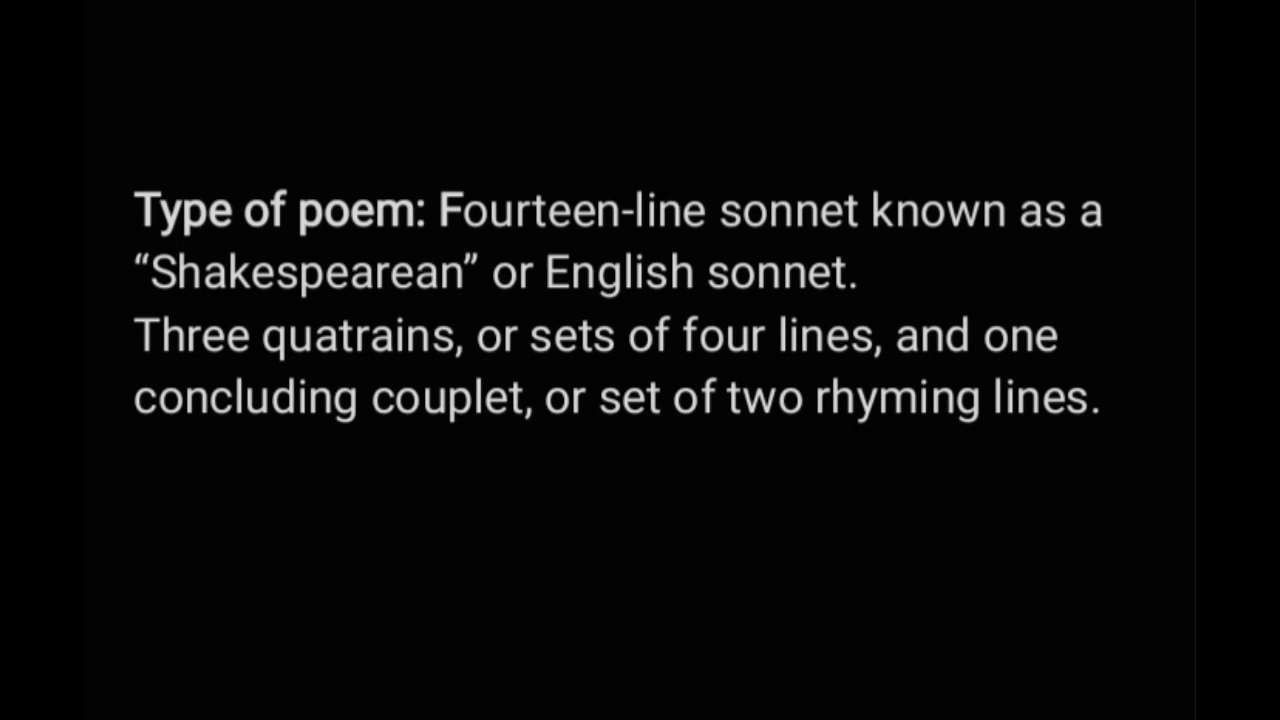 Type of poem: Fourteen-line sonnet known as a
“Shakespearean” or English sonnet.
Three quatrains, or sets of four lines, and one
concluding couplet, or set of two rhyming lines.